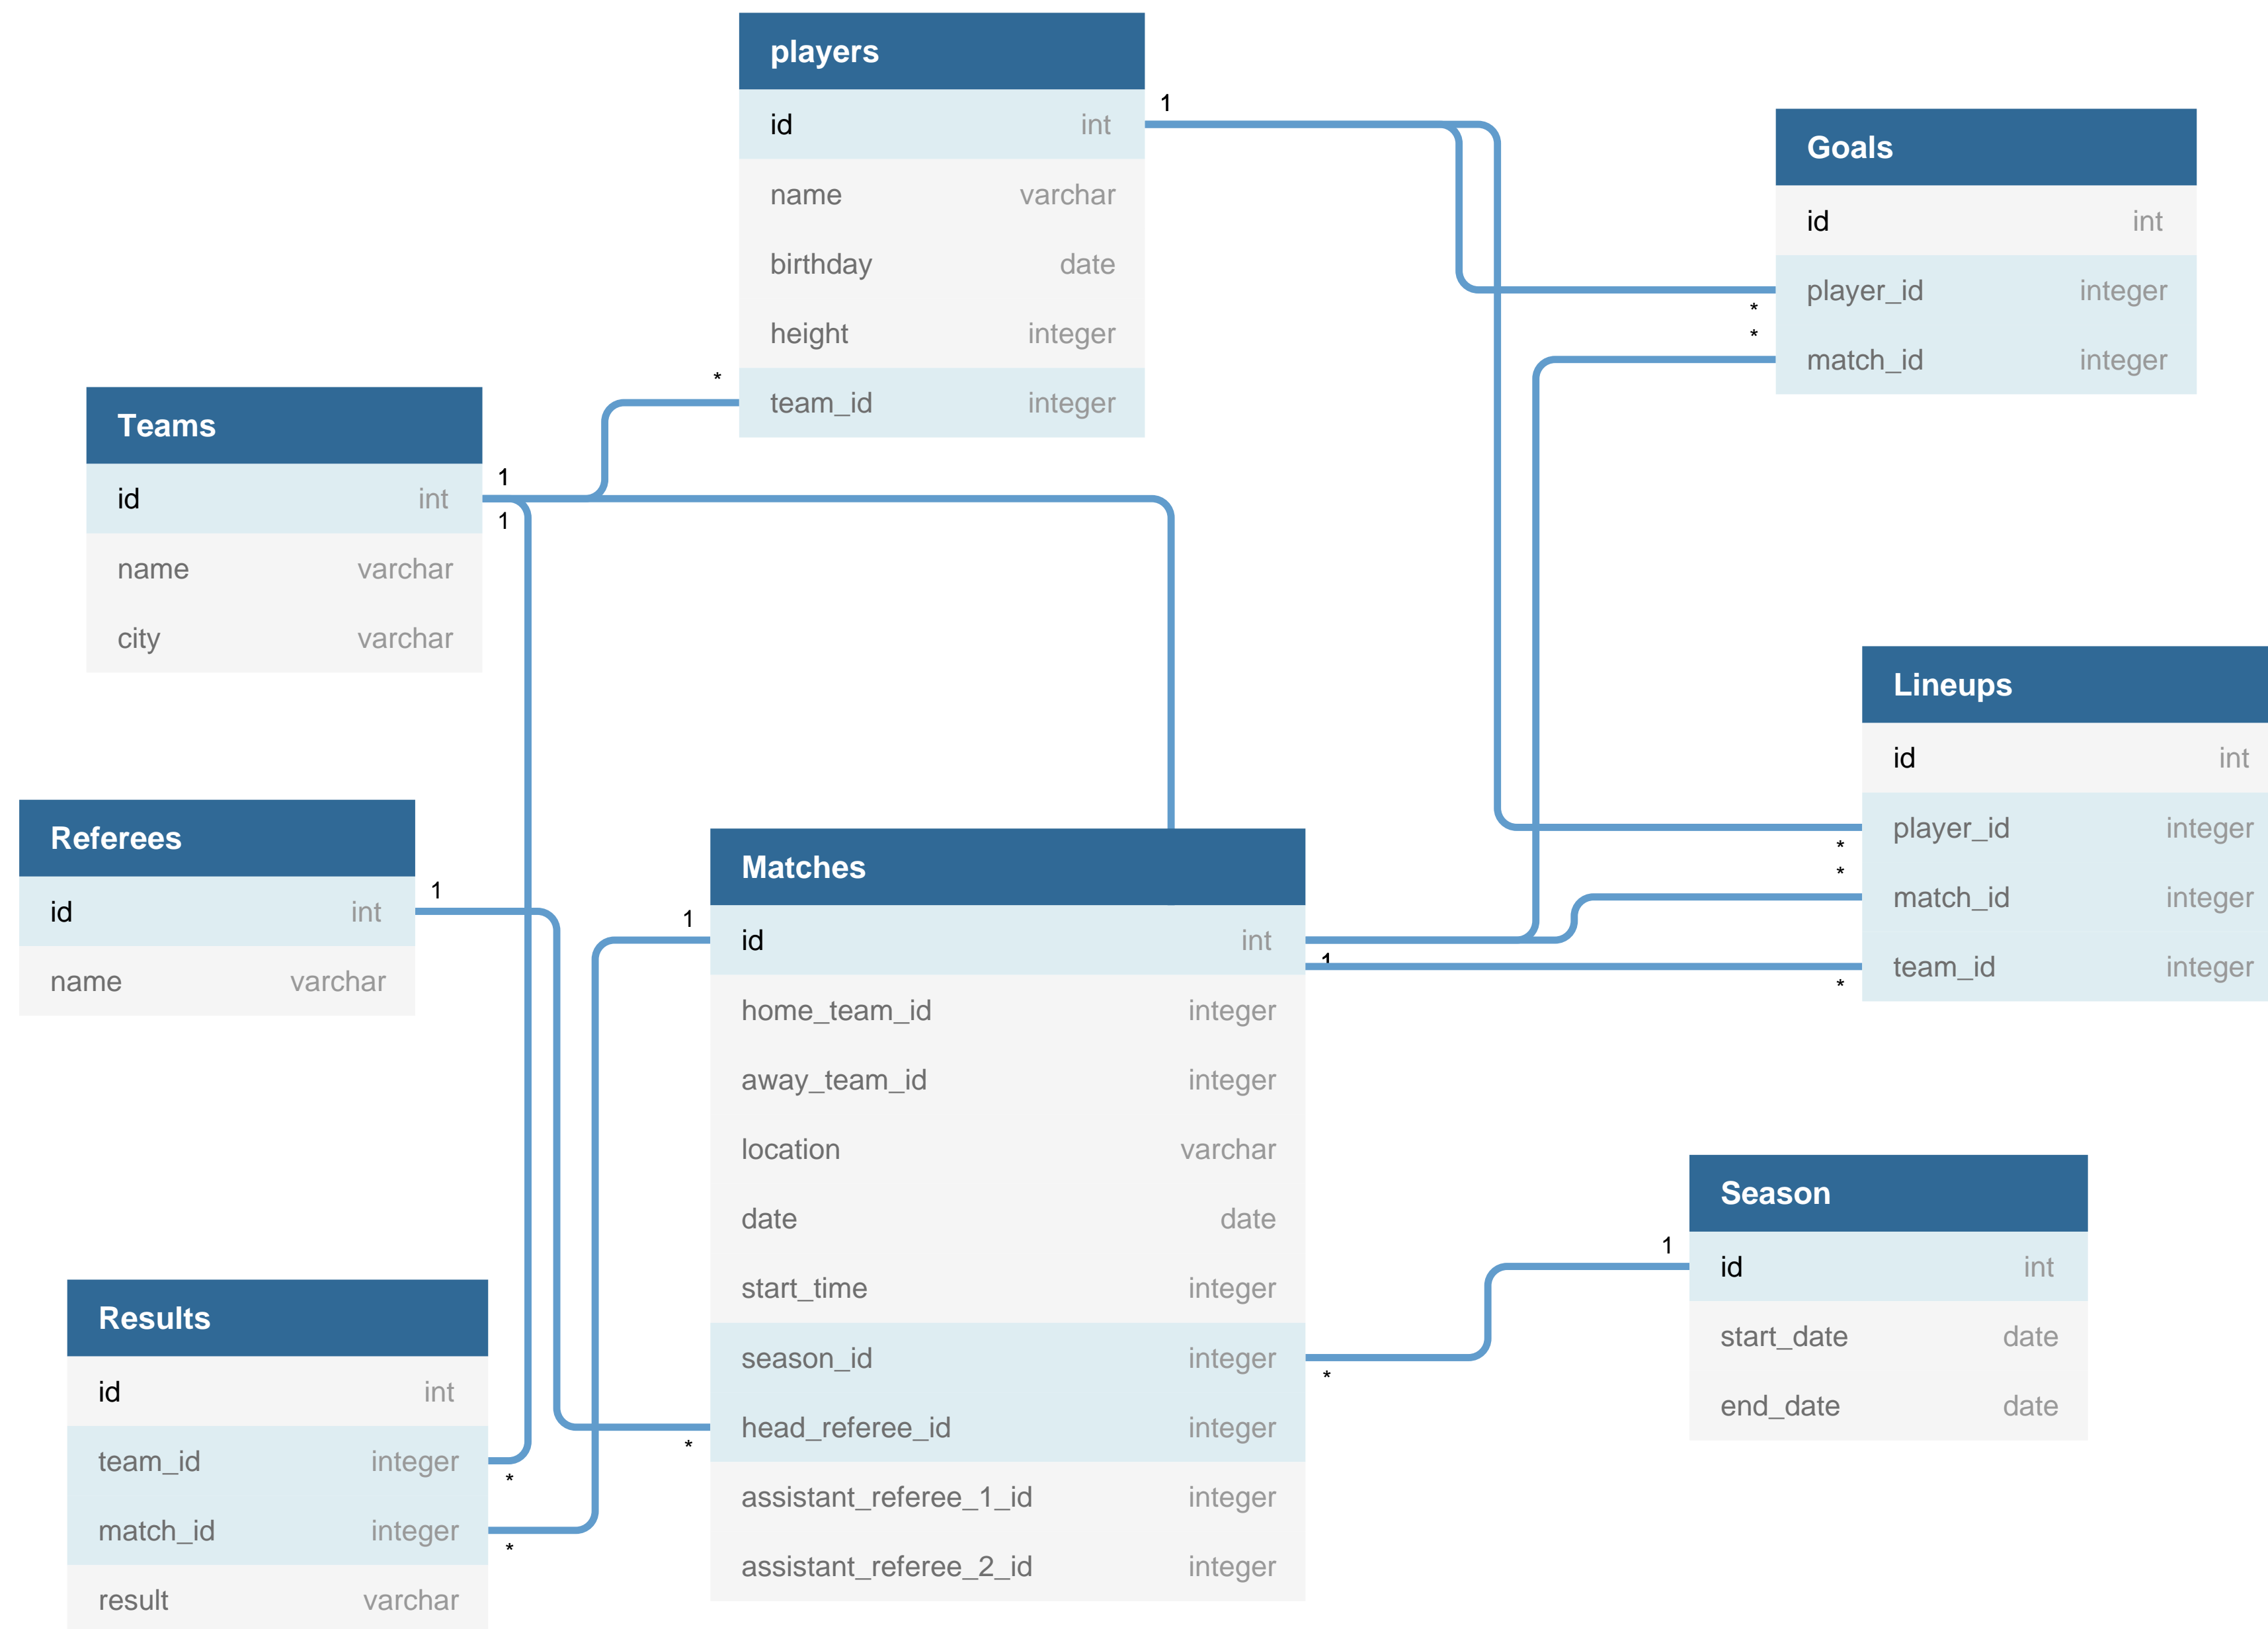 players
id int
name varchar
birthday date
height integer
team_id integer
1
*
Goals
id int
player_id integer
match_id integer
*
*
Teams
id int
name varchar
city varchar
1
1
Lineups
id int
player_id integer
match_id integer
team_id integer
*
*
*
Referees
id int
name varchar
1
Matches
id int
home_team_id integer
away_team_id integer
location varchar
date date
start_time integer
season_id integer
head_referee_id integer
assistant_referee_1_id integer
assistant_referee_2_id integer
1
1
*
*
Season
id int
start_date date
end_date date
1
Results
id int
team_id integer
match_id integer
result varchar
*
*